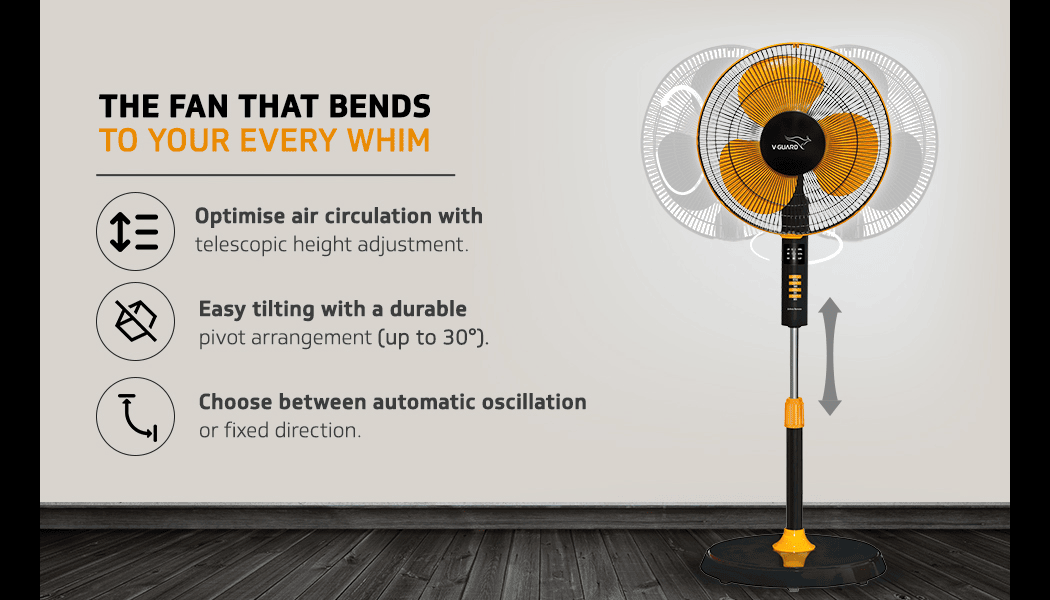 THE FAN THAT BENDS
TO YOUR EVERY WHIM
Optimise air circulation with
telescopic height adjustment.
Easy tilting with a durable
pivot arrangement (up to 30°).
Choose between automatic oscillation
or fixed direction.
V-GUARD